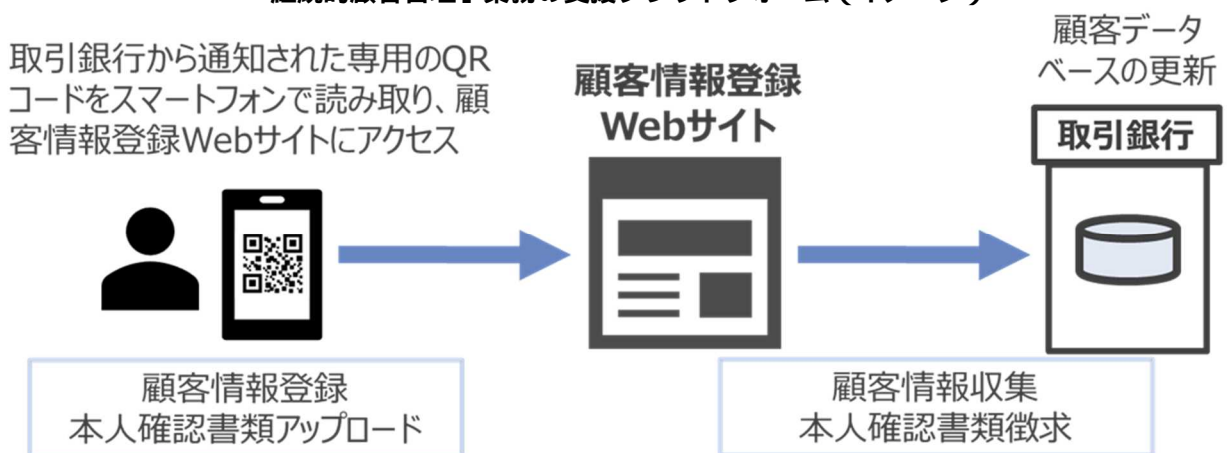 取引銀行から通知された専用のQR
コードをスマートフォンで読み取り、顧
客情報登録Webサイトにアクセス
顧客情報登録
Webサイト
顧客データ
ベースの更新
取引銀行
顧客情報登録
本人確認書類アップロード
顧客情報収集
本人確認書類徴求